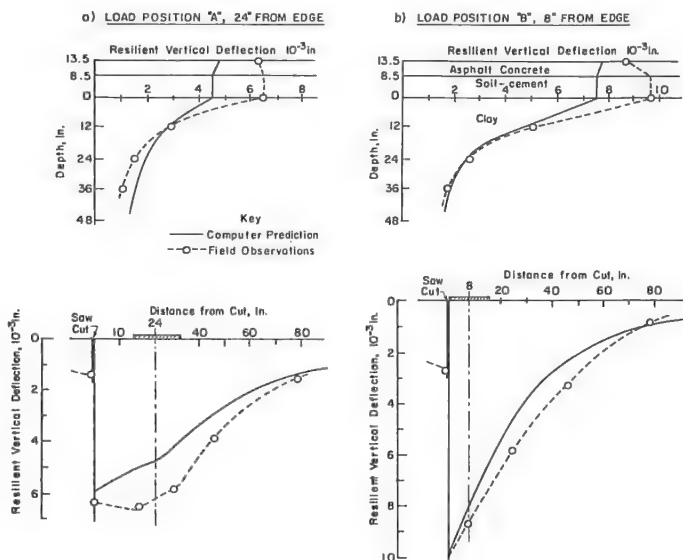 a) LOAD POSITION "A", 24" FROM EDGE
Resilient Vertical Deflection 10⁻³in
13.5
8.5
0
12
24
36
48
2 4 6 8
Depth, In.
Key
Computer Prediction
Field Observations
b) LOAD POSITION "B", 8" FROM EDGE
Resilient Vertical Deflection 10⁻³in.
13.5
Asphalt Concrete
8.5
Soil-cement
0
2 4 6 8 10
Clay
12
24
36
48
Depth, In.
Saw Cut
Distance from Cut, In.
10 24 40 60 80
0
2
4
6
Resilient Vertical Deflection, 10⁻³in.
Distance from Cut, In.
Saw Cut
8 20 40 60 80
0
2
4
6
8
10
Resilient Vertical Deflection, 10⁻³in.